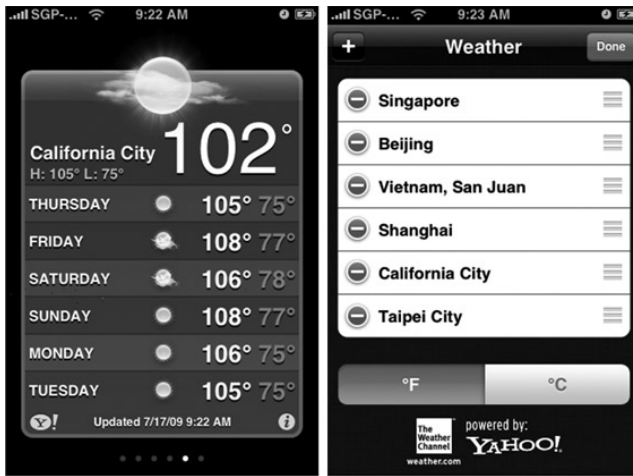 SGP-... 9:22 AM
California City 102°
H: 105° L: 75°
THURSDAY 105° 75°
FRIDAY 108° 77°
SATURDAY 106° 78°
SUNDAY 108° 77°
MONDAY 106° 75°
TUESDAY 105° 75°
Y! Updated 7/17/09 9:22 AM i
SGP-... 9:23 AM
+ Weather Done
Singapore
Beijing
Vietnam, San Juan
Shanghai
California City
Taipei City
°F °C
The
Weather
Channel
weather.com
powered by:
YAHOO!